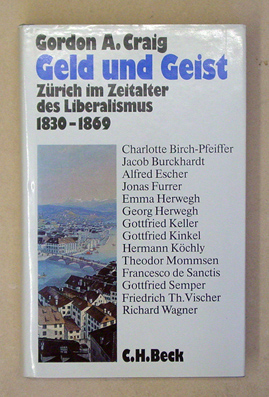 Gordon A. Craig
Geld und Geist
Zürich im Zeitalter
des Liberalismus
1830–1869
Charlotte Birch-Pfeiffer
Jacob Burckhardt
Alfred Escher
Jonas Furrer
Emma Herwegh
Georg Herwegh
Gottfried Keller
Gottfried Kinkel
Hermann Köchly
Theodor Mommsen
Francesco de Sanctis
Gottfried Semper
Friedrich Th. Vischer
Richard Wagner
C.H.Beck